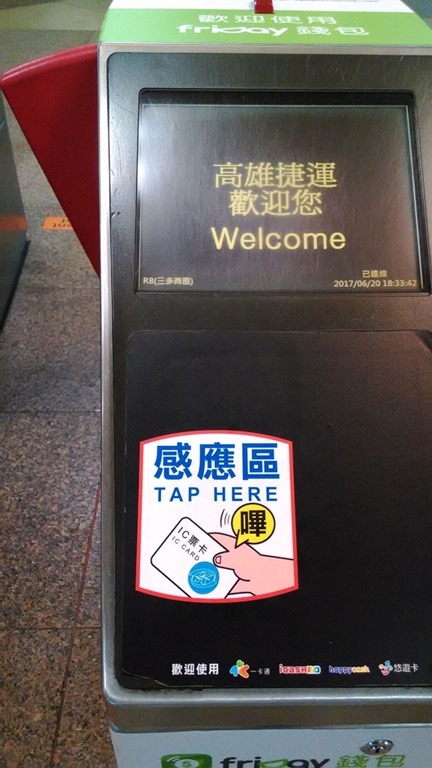 歡迎使用
friDay 錢包
高雄捷運
歡迎您
Welcome
R8(三多商圈)
已連線
2017/06/20 18:33:42
感應區
TAP HERE
嗶
IC票卡
IC CARD
歡迎使用 一卡通 icash2.0 happycash 悠遊卡
friDay 錢包